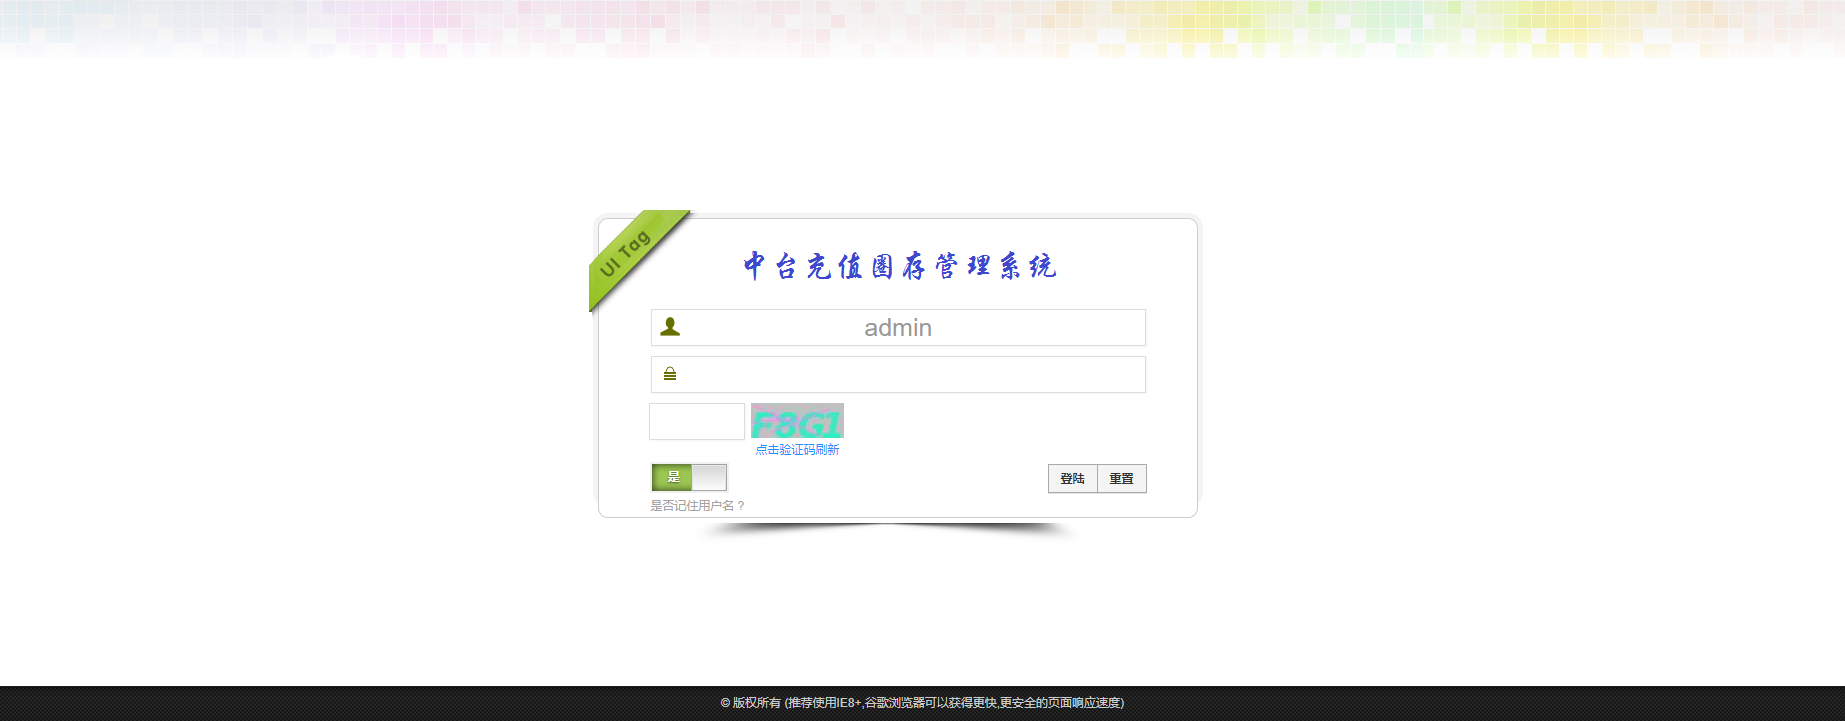 UI Tag
中台充值圈存管理系统
admin
F8G1
点击验证码刷新
是
登陆 重置
是否记住用户名 ?
© 版权所有 (推荐使用IE8+,谷歌浏览器可以获得更快,更安全的页面响应速度)